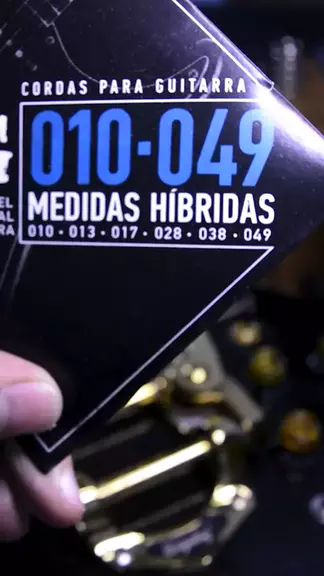 CORDAS PARA GUITARRA
010-049
MEDIDAS HÍBRIDAS
010 · 013 · 017 · 028 · 038 · 049